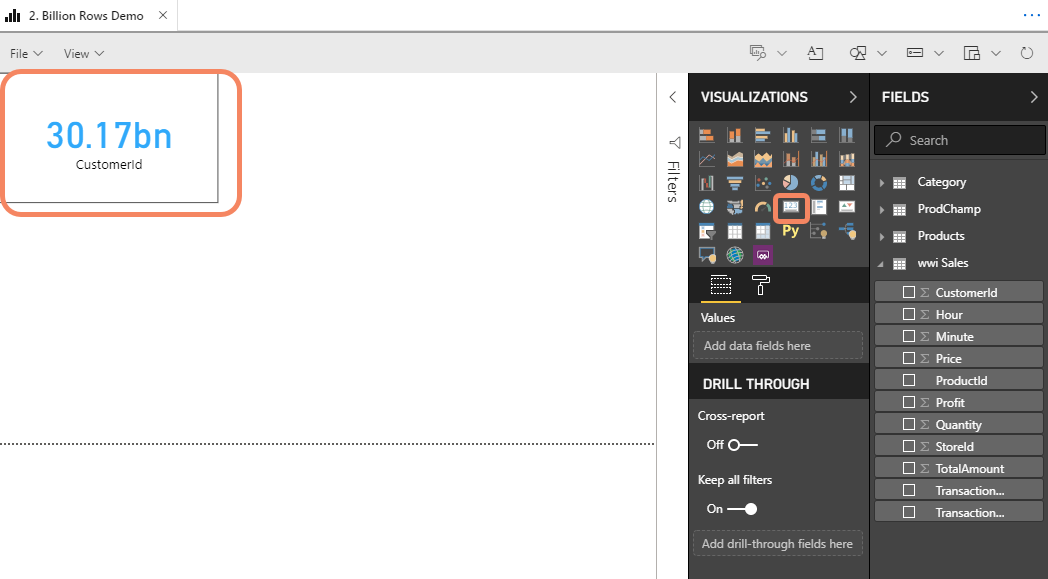 2. Billion Rows Demo
File
View
30.17bn
CustomerId
Filters
VISUALIZATIONS
123
Py
Values
Add data fields here
DRILL THROUGH
Cross-report
Off
Keep all filters
On
Add drill-through fields here
FIELDS
Search
Category
ProdChamp
Products
wwi Sales
CustomerId
Hour
Minute
Price
ProductId
Profit
Quantity
StoreId
TotalAmount
Transaction...
Transaction...